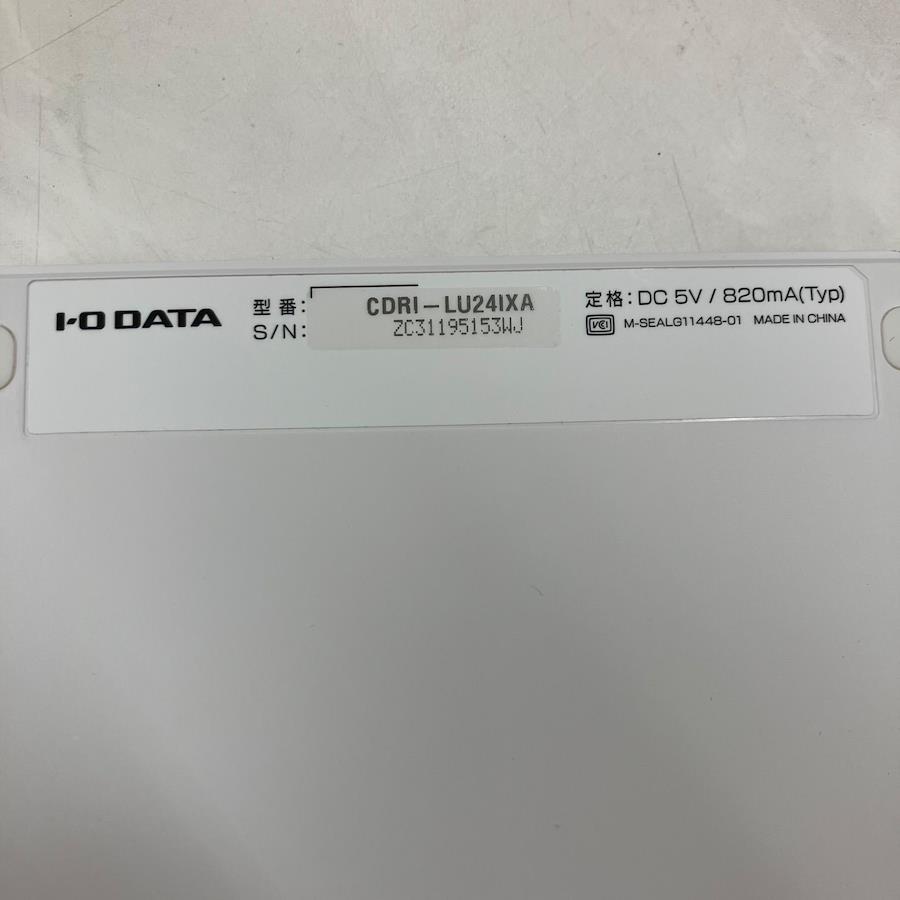 I-O DATA
型番: CDRI-LU24IXA
S/N: ZC31195153WJ
定格: DC 5V / 820mA(Typ)
VCI M-SEALG11448-01 MADE IN CHINA